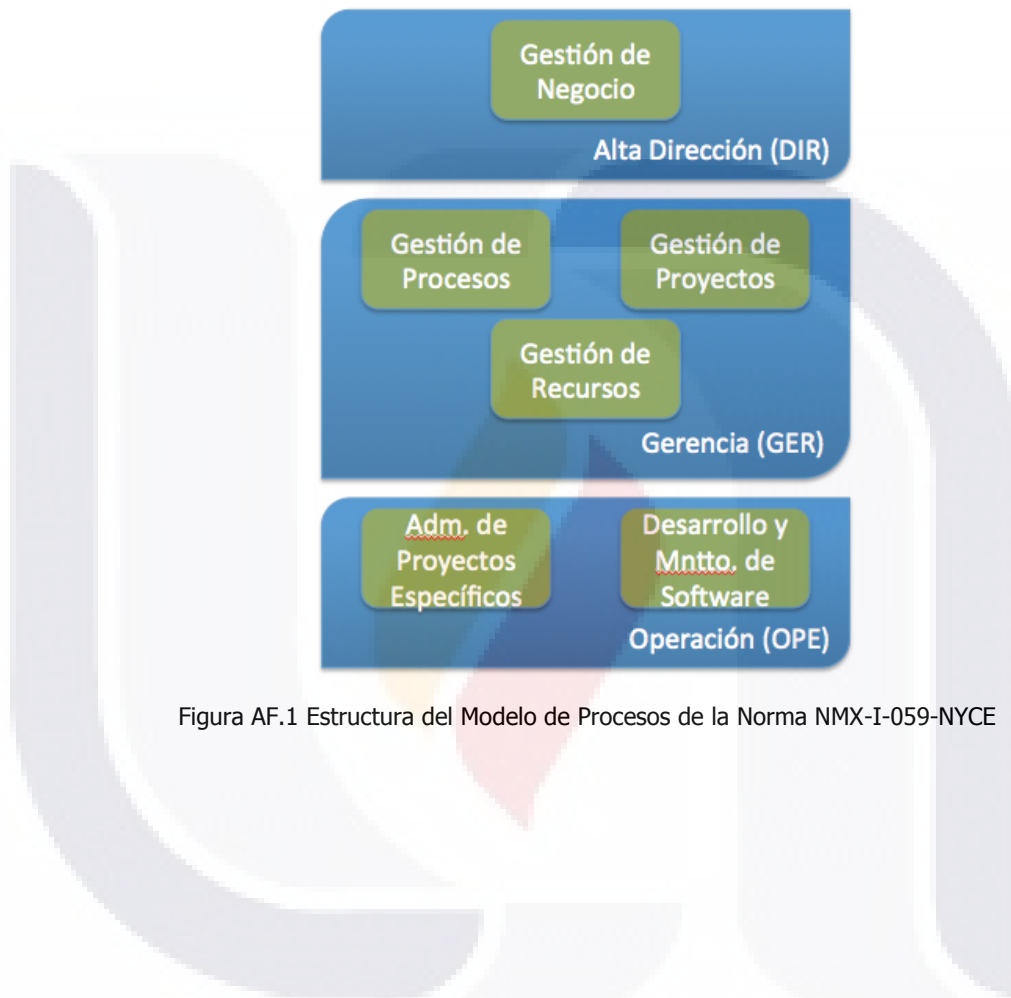 Gestión de
Negocio
Alta Dirección (DIR)
Gestión de
Procesos
Gestión de
Proyectos
Gestión de
Recursos
Gerencia (GER)
Adm. de
Proyectos
Específicos
Desarrollo y
Mntto. de
Software
Operación (OPE)
Figura AF.1 Estructura del Modelo de Procesos de la Norma NMX-I-059-NYCE